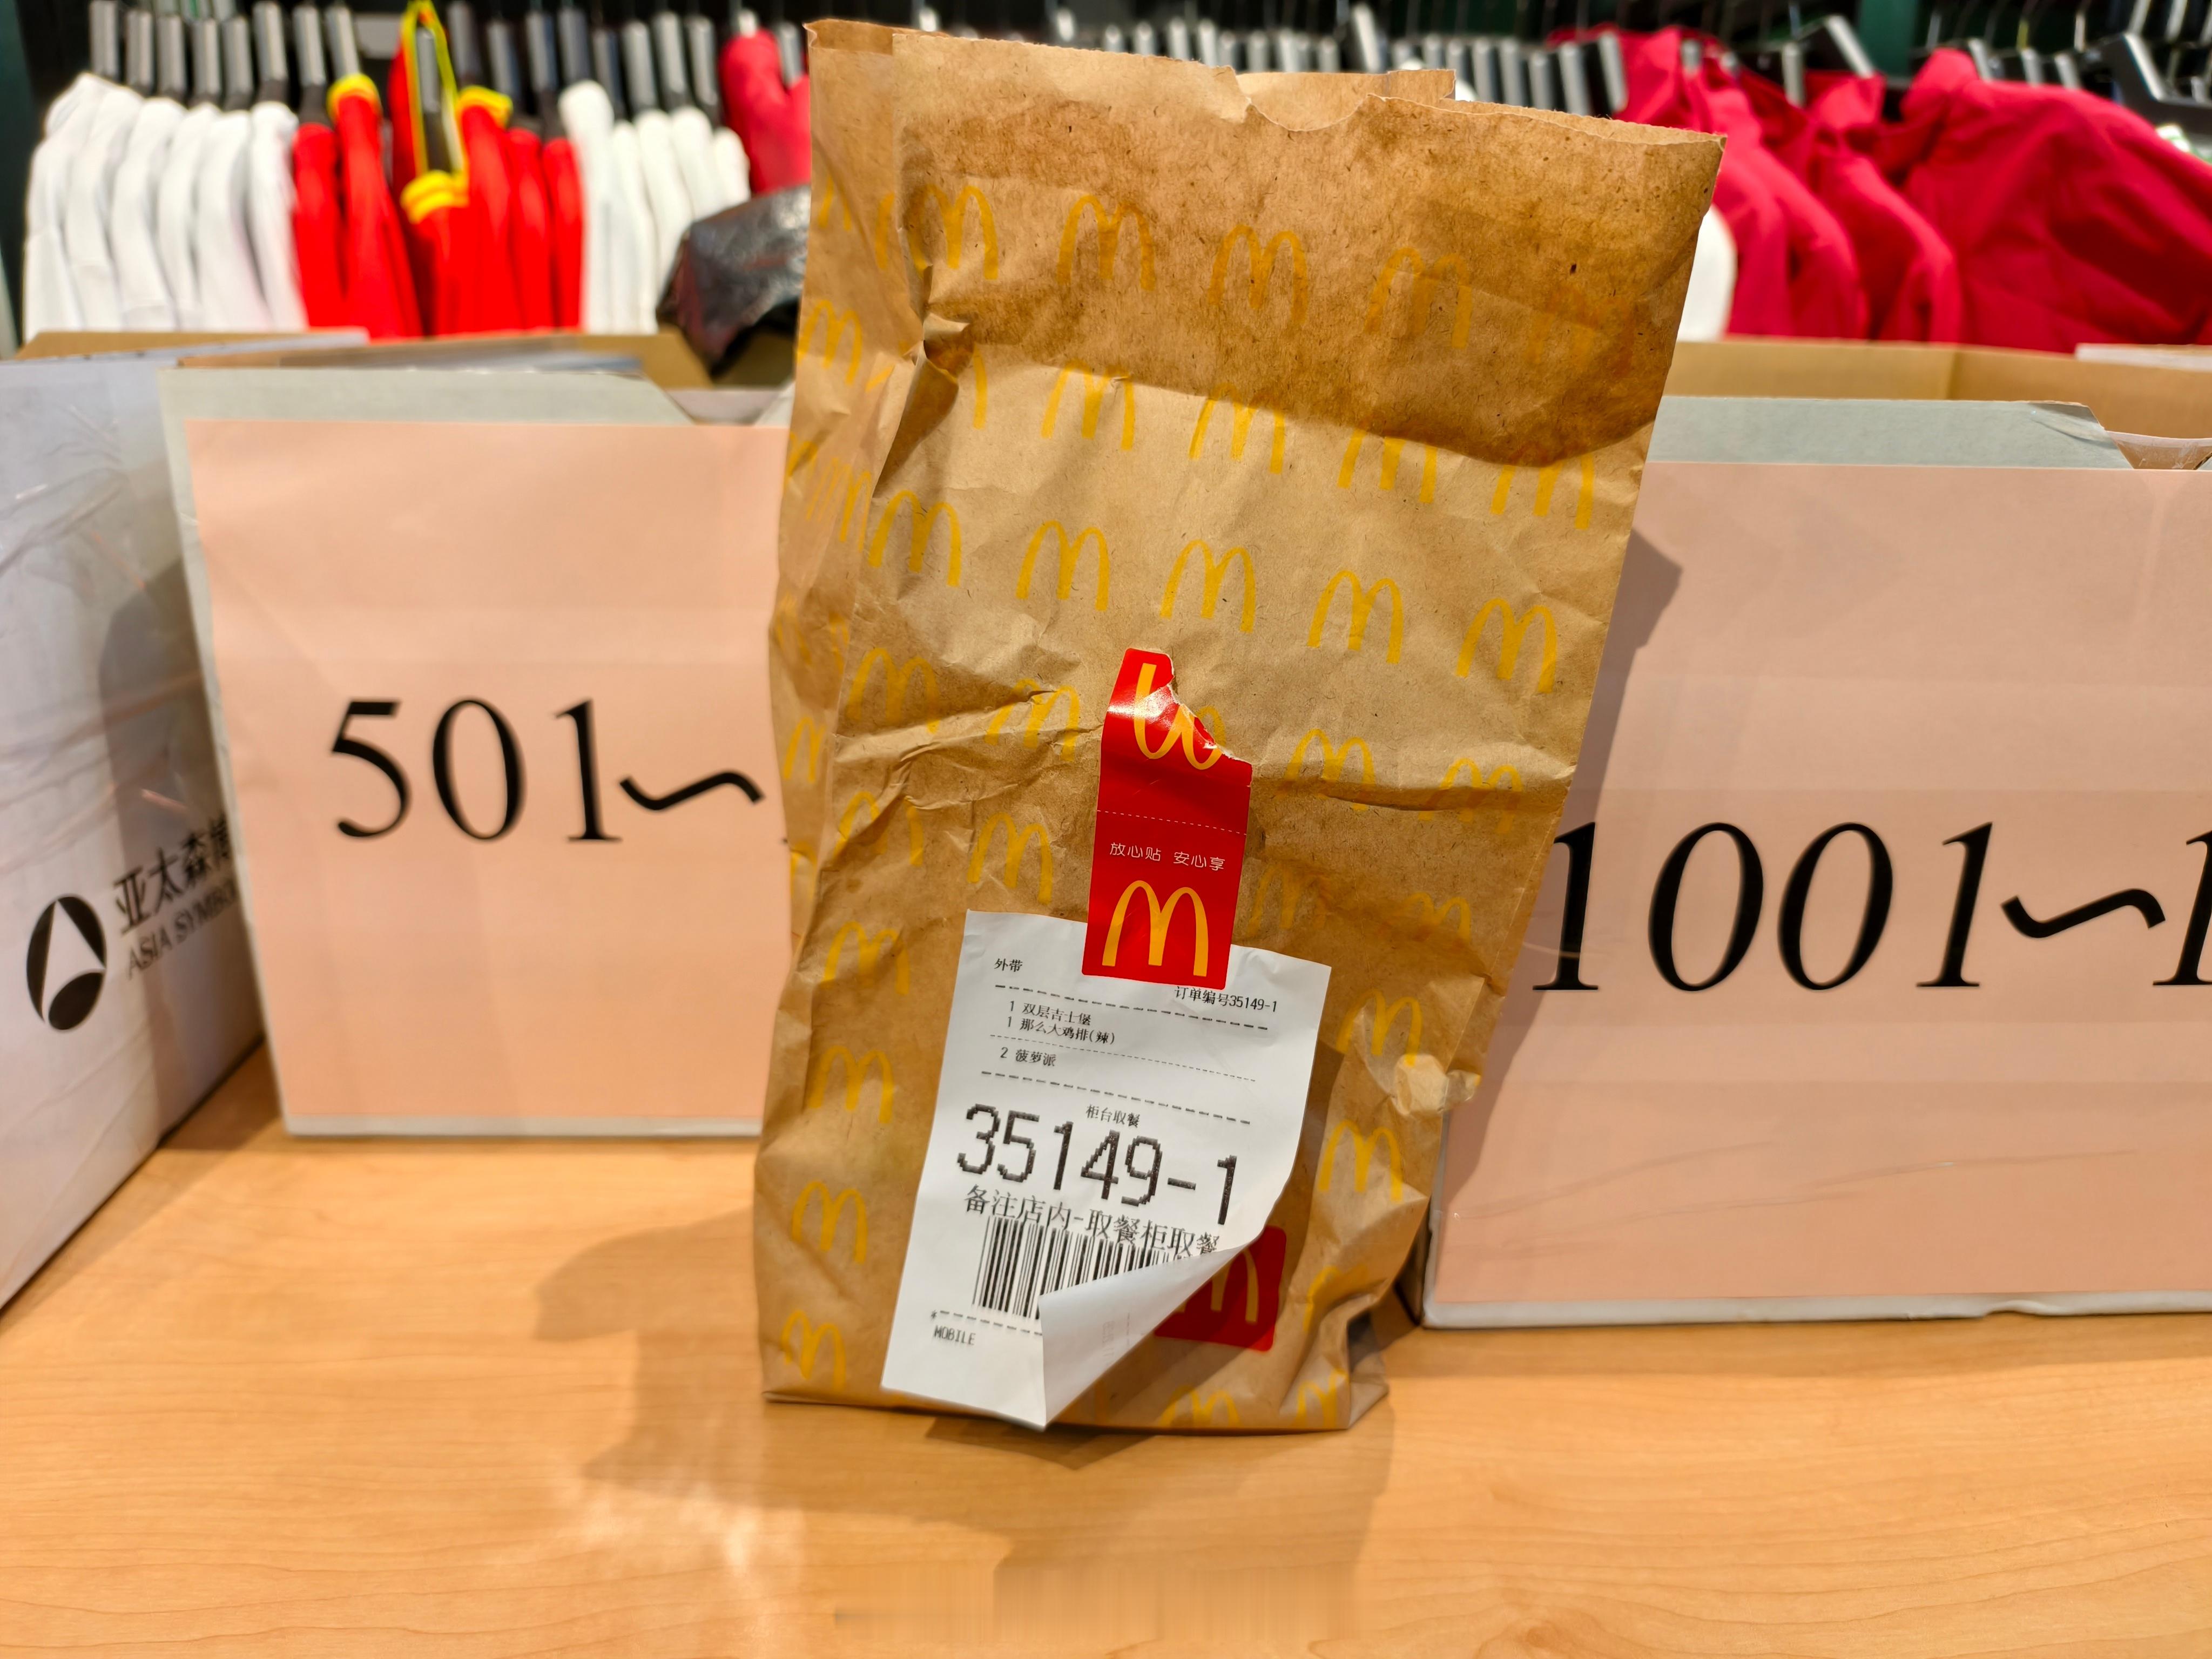 501~
1001~1
亚太森博
ASIA SYMBO
放心贴 安心享
外带
订单编号35149-1
1 双层吉士堡
1 那么大鸡排(辣)
2 菠萝派
柜台取餐
35149-1
备注店内-取餐柜取餐
MOBILE